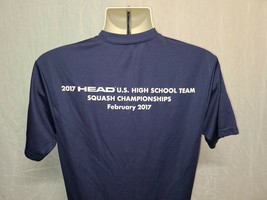 2017 HEAD U.S. HIGH SCHOOL TEAM
SQUASH CHAMPIONSHIPS
February 2017